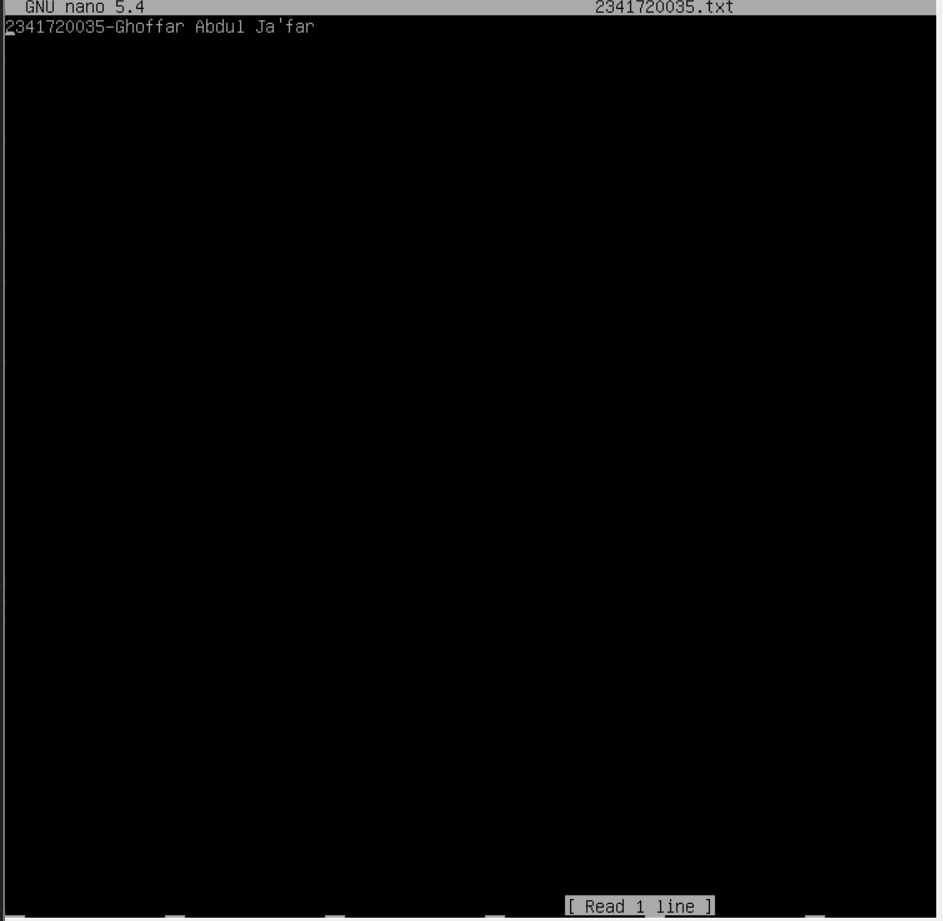 GNU nano 5.4 2341720035.txt
2341720035-Ghoffar Abdul Ja'far
[ Read 1 line ]